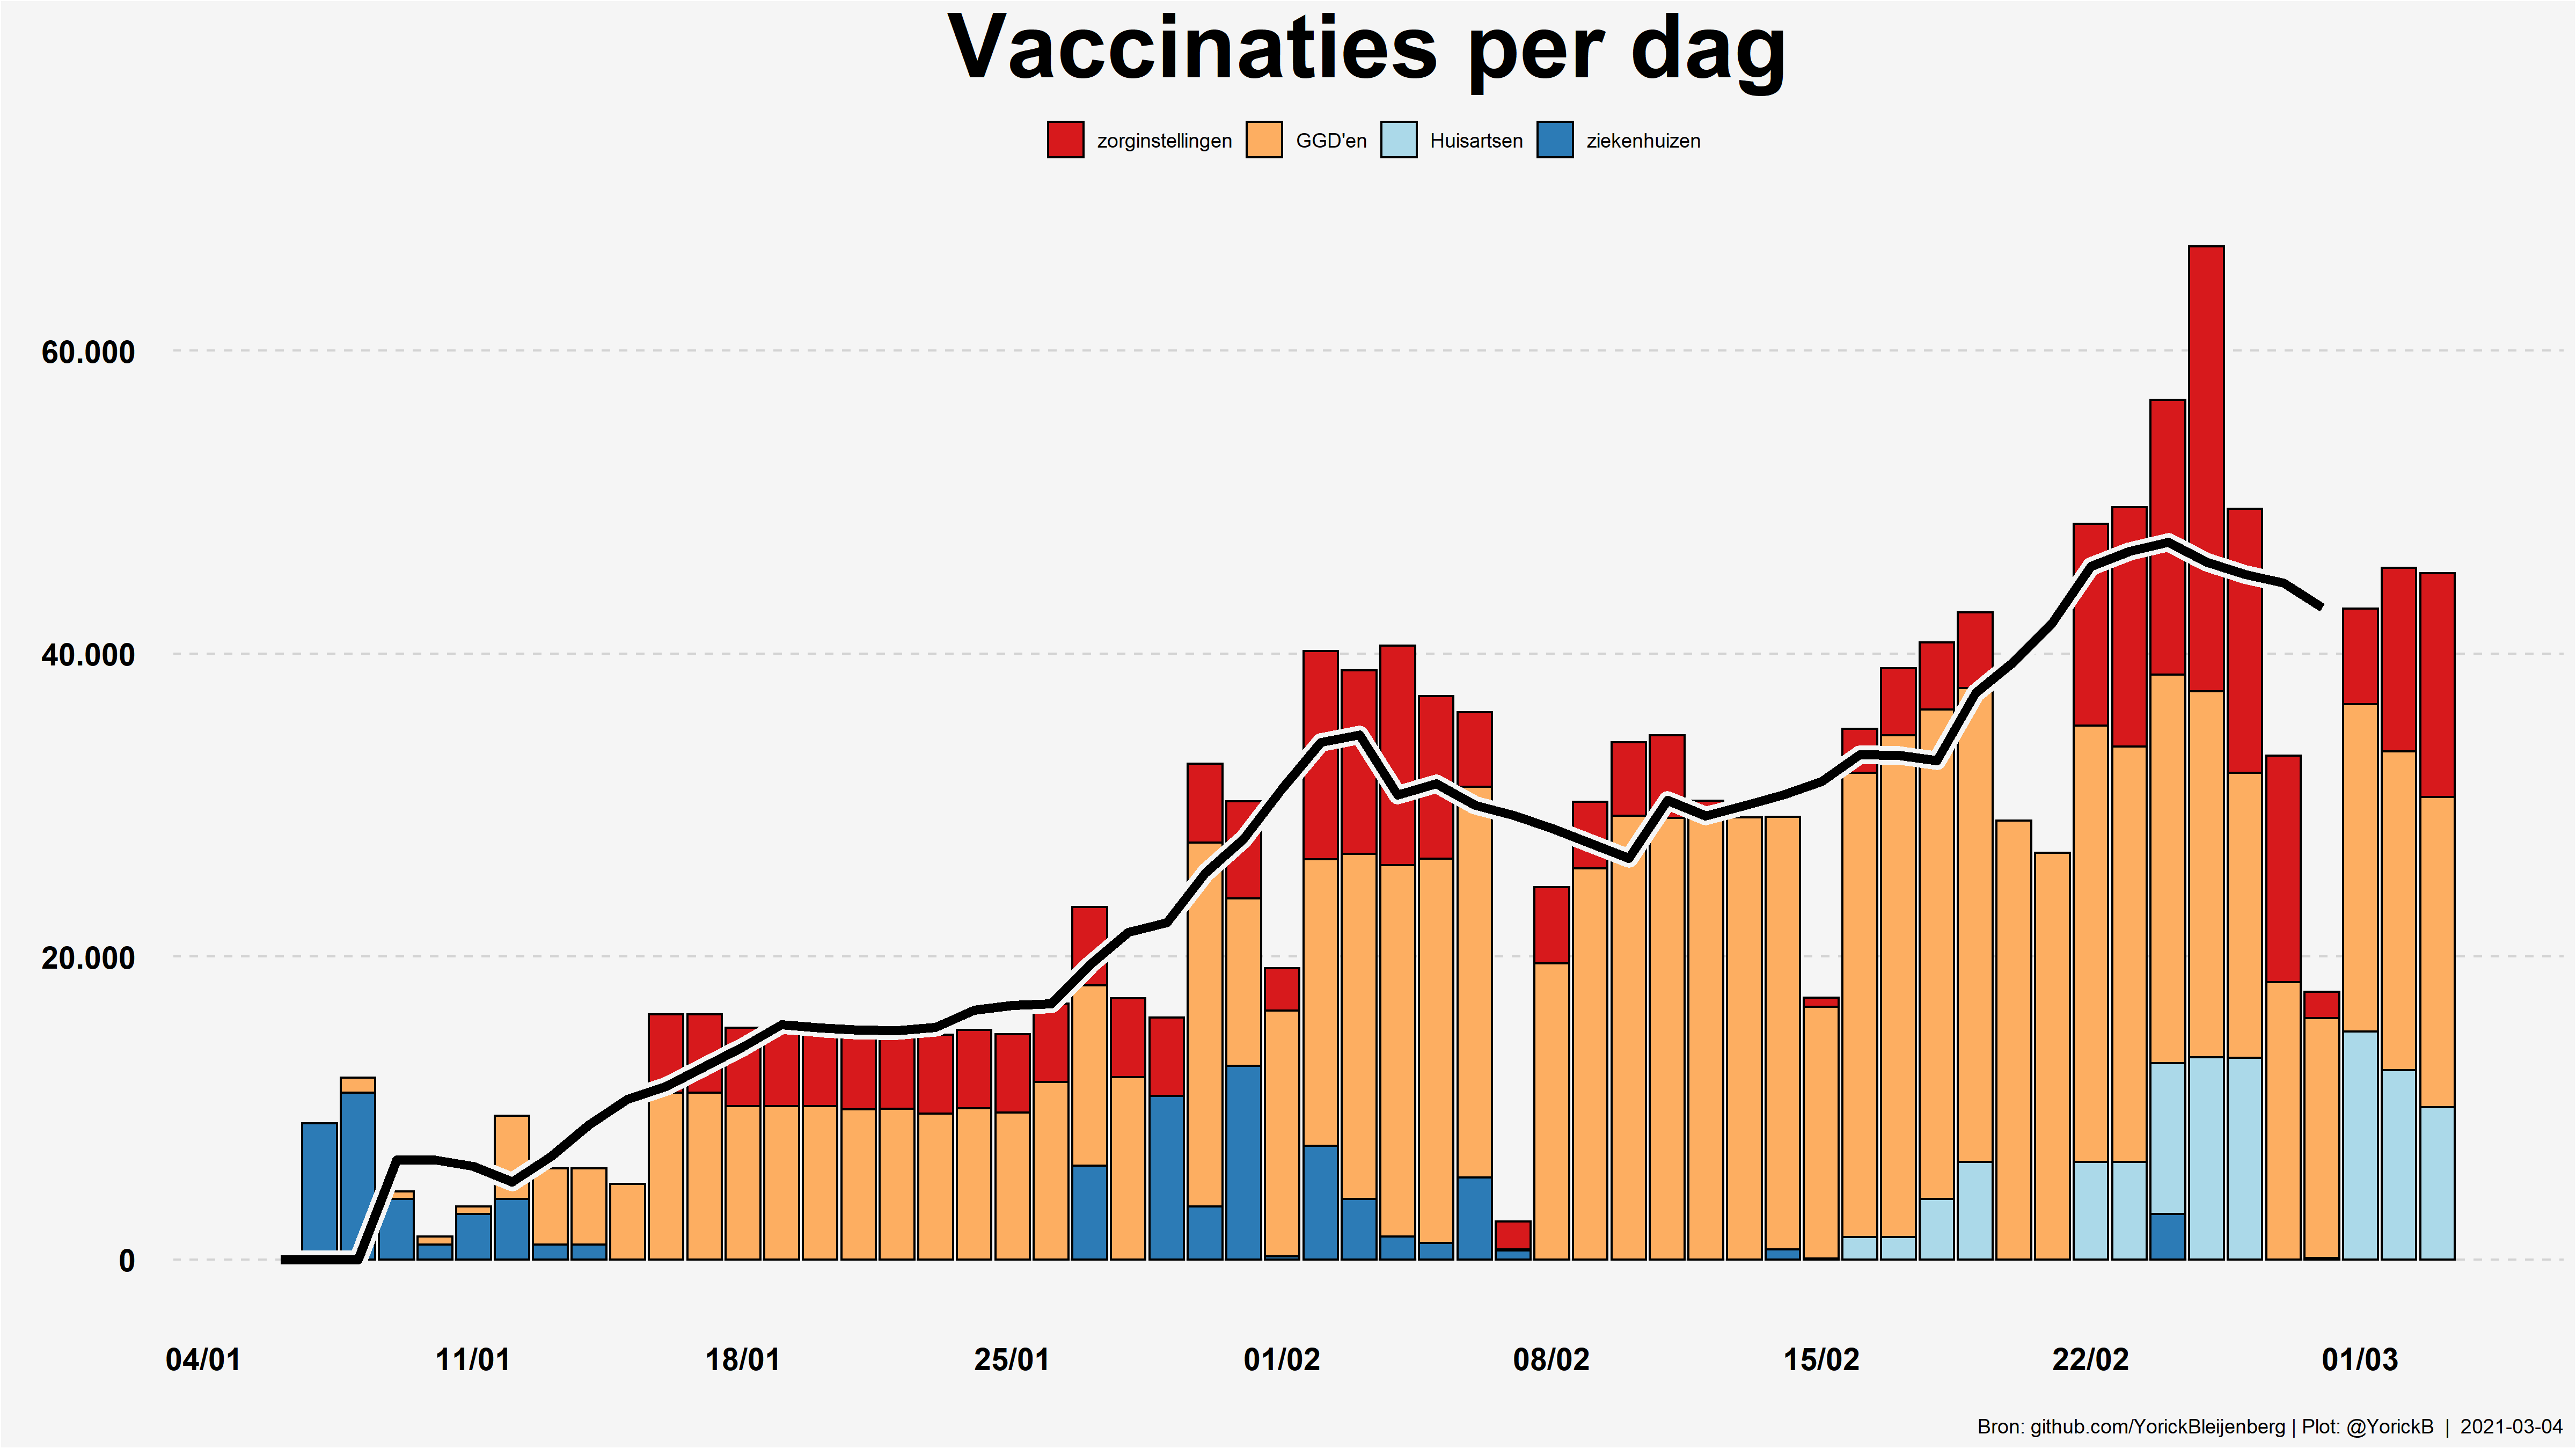 Vaccinaties per dag
zorginstellingen GGD'en Huisartsen ziekenhuizen
60.000
40.000
20.000
0
04/01 11/01 18/01 25/01 01/02 08/02 15/02 22/02 01/03
Bron: github.com/YorickBleijenberg | Plot: @YorickB | 2021-03-04